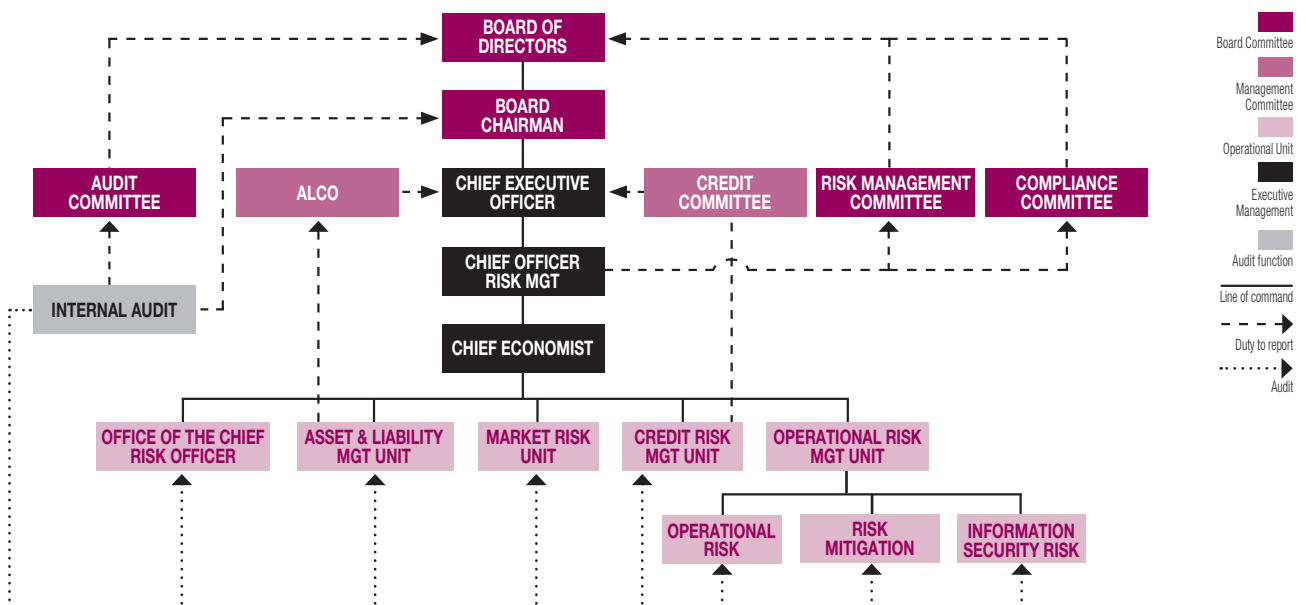 BOARD OF
DIRECTORS
BOARD
CHAIRMAN
AUDIT
COMMITTEE
ALCO
CHIEF EXECUTIVE
OFFICER
CREDIT
COMMITTEE
RISK MANAGEMENT
COMMITTEE
COMPLIANCE
COMMITTEE
CHIEF OFFICER
RISK MGT
INTERNAL AUDIT
CHIEF ECONOMIST
OFFICE OF THE CHIEF
RISK OFFICER
ASSET & LIABILITY
MGT UNIT
MARKET RISK
UNIT
CREDIT RISK
MGT UNIT
OPERATIONAL RISK
MGT UNIT
OPERATIONAL
RISK
RISK
MITIGATION
INFORMATION
SECURITY RISK
Board Committee
Management
Committee
Operational Unit
Executive
Management
Audit function
Line of command
Duty to report
Audit